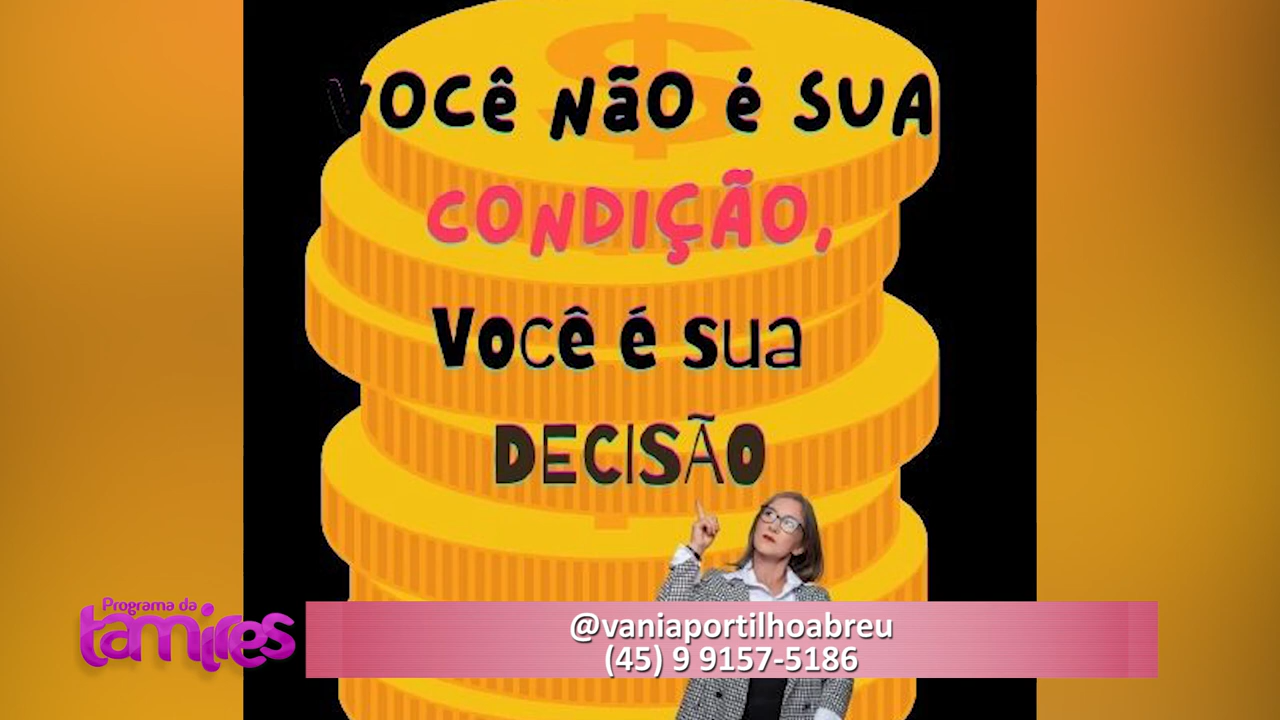 VOCê NãO é SUA
CONDIÇÃO,
Você é sua
DECISÃO
@vaniaportilhoabreu
(45) 9 9157-5186
Programa da
tamires